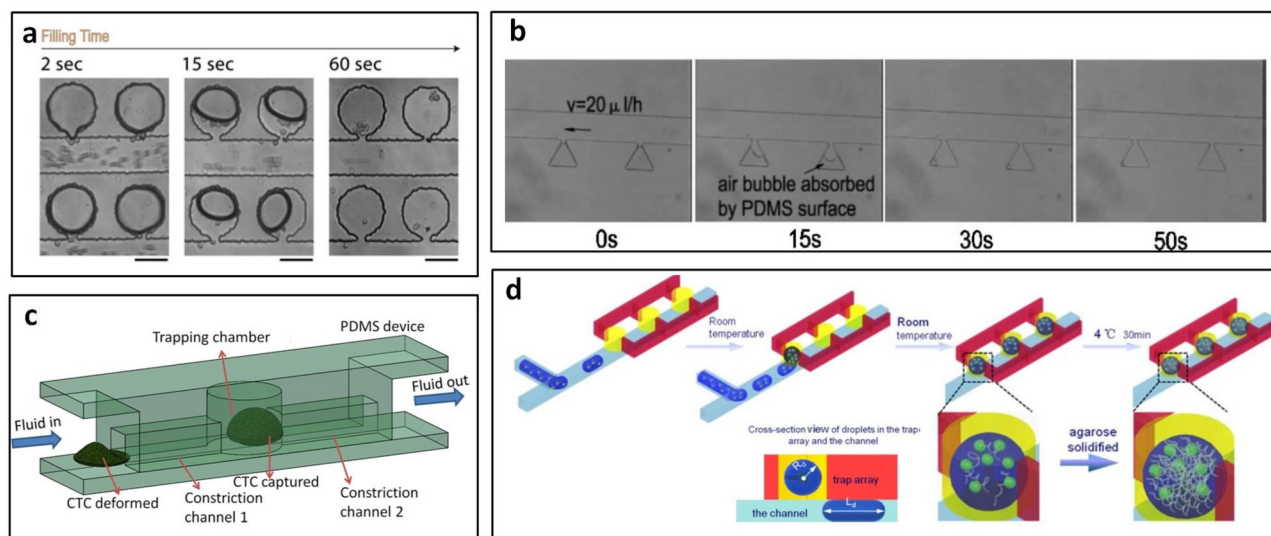 a
Filling Time
2 sec
15 sec
60 sec
b
v=20 μl/h
air bubble absorbed
by PDMS surface
0s
15s
30s
50s
c
Trapping chamber
PDMS device
Fluid in
Fluid out
CTC deformed
Constriction
channel 1
CTC captured
Constriction
channel 2
d
Room
temperature
Room
temperature
4 ℃ 30min
Cross-section view of droplets in the trap
array and the channel
trap array
the channel
L_d
agarose
solidified